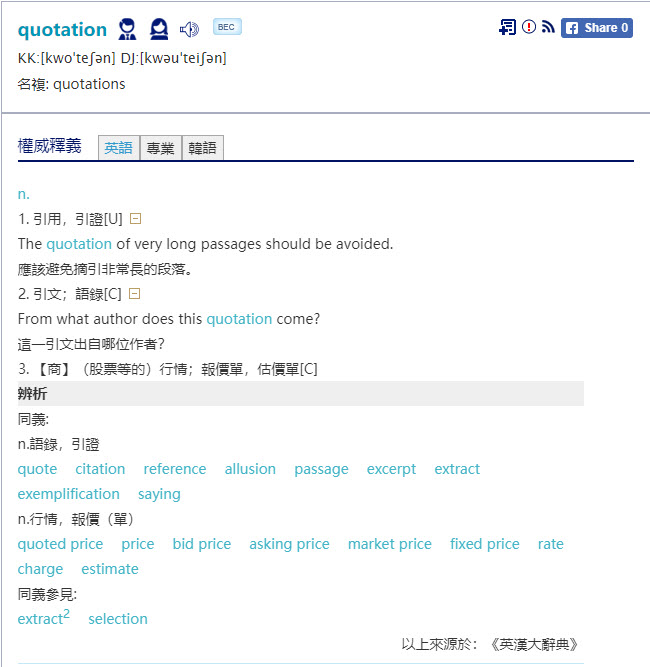 quotation BEC Share 0
KK:[kwo'teʃən] DJ:[kwəu'teiʃən]
名複: quotations
權威釋義 英語 專業 韓語
n.
1. 引用，引證[U]
The quotation of very long passages should be avoided.
應該避免摘引非常長的段落。
2. 引文；語錄[C]
From what author does this quotation come?
這一引文出自哪位作者？
3. 【商】（股票等的）行情；報價單，估價單[C]
辨析
同義:
n.語錄，引證
quote citation reference allusion passage excerpt extract
exemplification saying
n.行情，報價（單）
quoted price price bid price asking price market price fixed price rate
charge estimate
同義參見:
extract2 selection
以上來源於：《英漢大辭典》